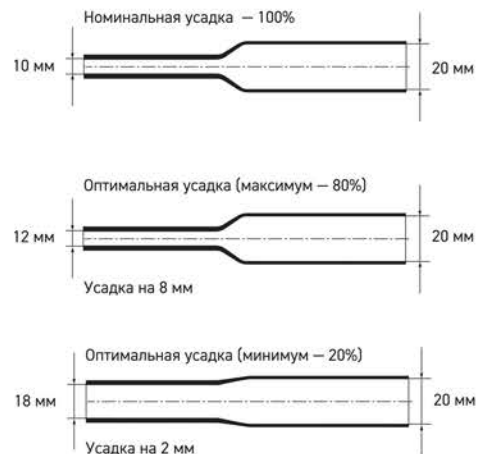 Номинальная усадка — 100%
10 мм
20 мм
Оптимальная усадка (максимум — 80%)
12 мм
20 мм
Усадка на 8 мм
Оптимальная усадка (минимум — 20%)
18 мм
20 мм
Усадка на 2 мм